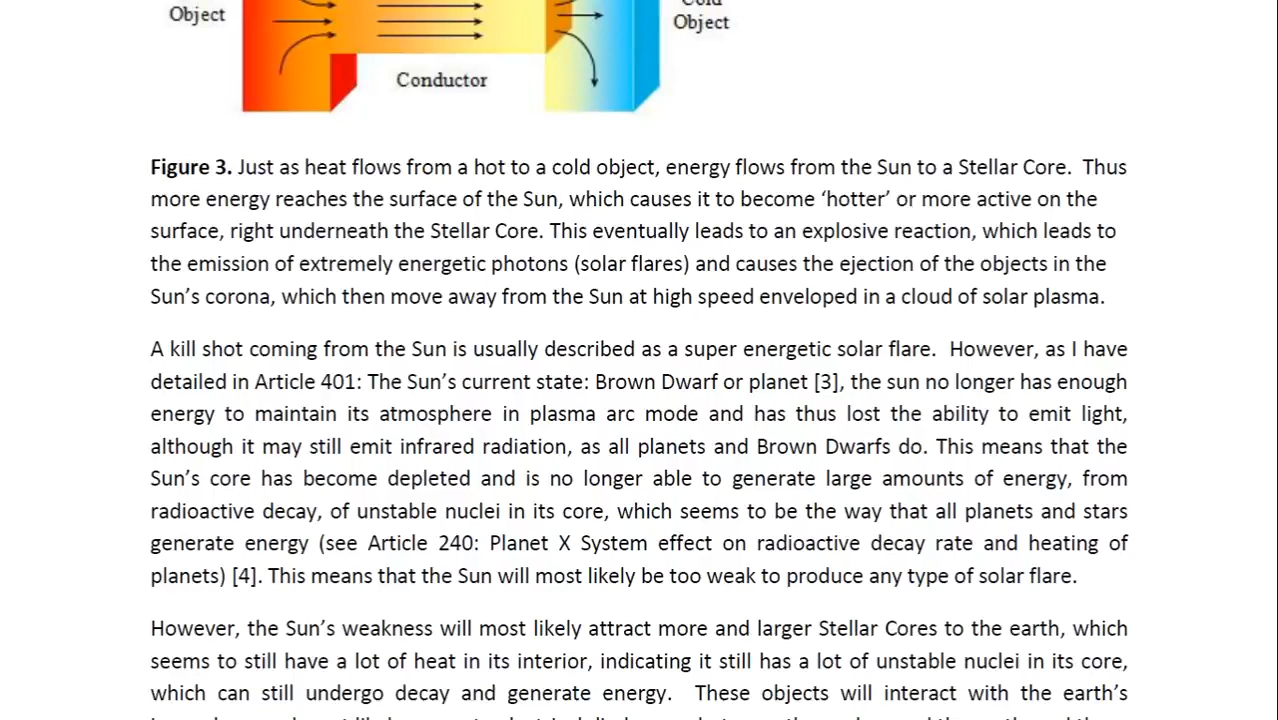 Object
Cold
Object
Conductor
Figure 3. Just as heat flows from a hot to a cold object, energy flows from the Sun to a Stellar Core.  Thus
more energy reaches the surface of the Sun, which causes it to become ‘hotter’ or more active on the
surface, right underneath the Stellar Core. This eventually leads to an explosive reaction, which leads to
the emission of extremely energetic photons (solar flares) and causes the ejection of the objects in the
Sun’s corona, which then move away from the Sun at high speed enveloped in a cloud of solar plasma.
A kill shot coming from the Sun is usually described as a super energetic solar flare.  However, as I have
detailed in Article 401: The Sun’s current state: Brown Dwarf or planet [3], the sun no longer has enough
energy to maintain its atmosphere in plasma arc mode and has thus lost the ability to emit light,
although it may still emit infrared radiation, as all planets and Brown Dwarfs do. This means that the
Sun’s core has become depleted and is no longer able to generate large amounts of energy, from
radioactive decay, of unstable nuclei in its core, which seems to be the way that all planets and stars
generate energy (see Article 240: Planet X System effect on radioactive decay rate and heating of
planets) [4]. This means that the Sun will most likely be too weak to produce any type of solar flare.
However, the Sun’s weakness will most likely attract more and larger Stellar Cores to the earth, which
seems to still have a lot of heat in its interior, indicating it still has a lot of unstable nuclei in its core,
which can still undergo decay and generate energy.  These objects will interact with the earth’s